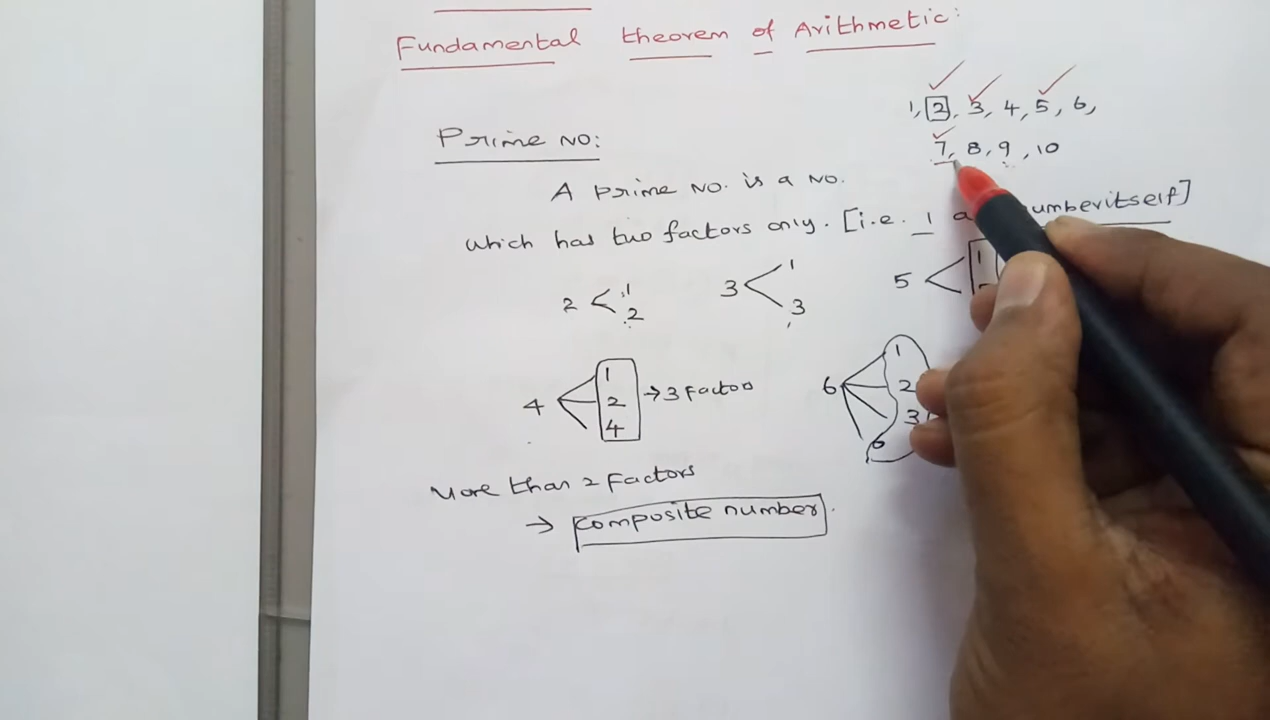 Fundamental theorem of Arithmetic:
1, 2, 3, 4, 5, 6,
7, 8, 9, 10
Prime No:
A prime No. is a No.
which has two factors only. [i.e. 1 numberitself]
2 < 1
2
3 < 1
3
5 < 1
4 < 1
2
4
→ 3 Factors
6
1
2
3
6
More than 2 Factors
→ composite number.